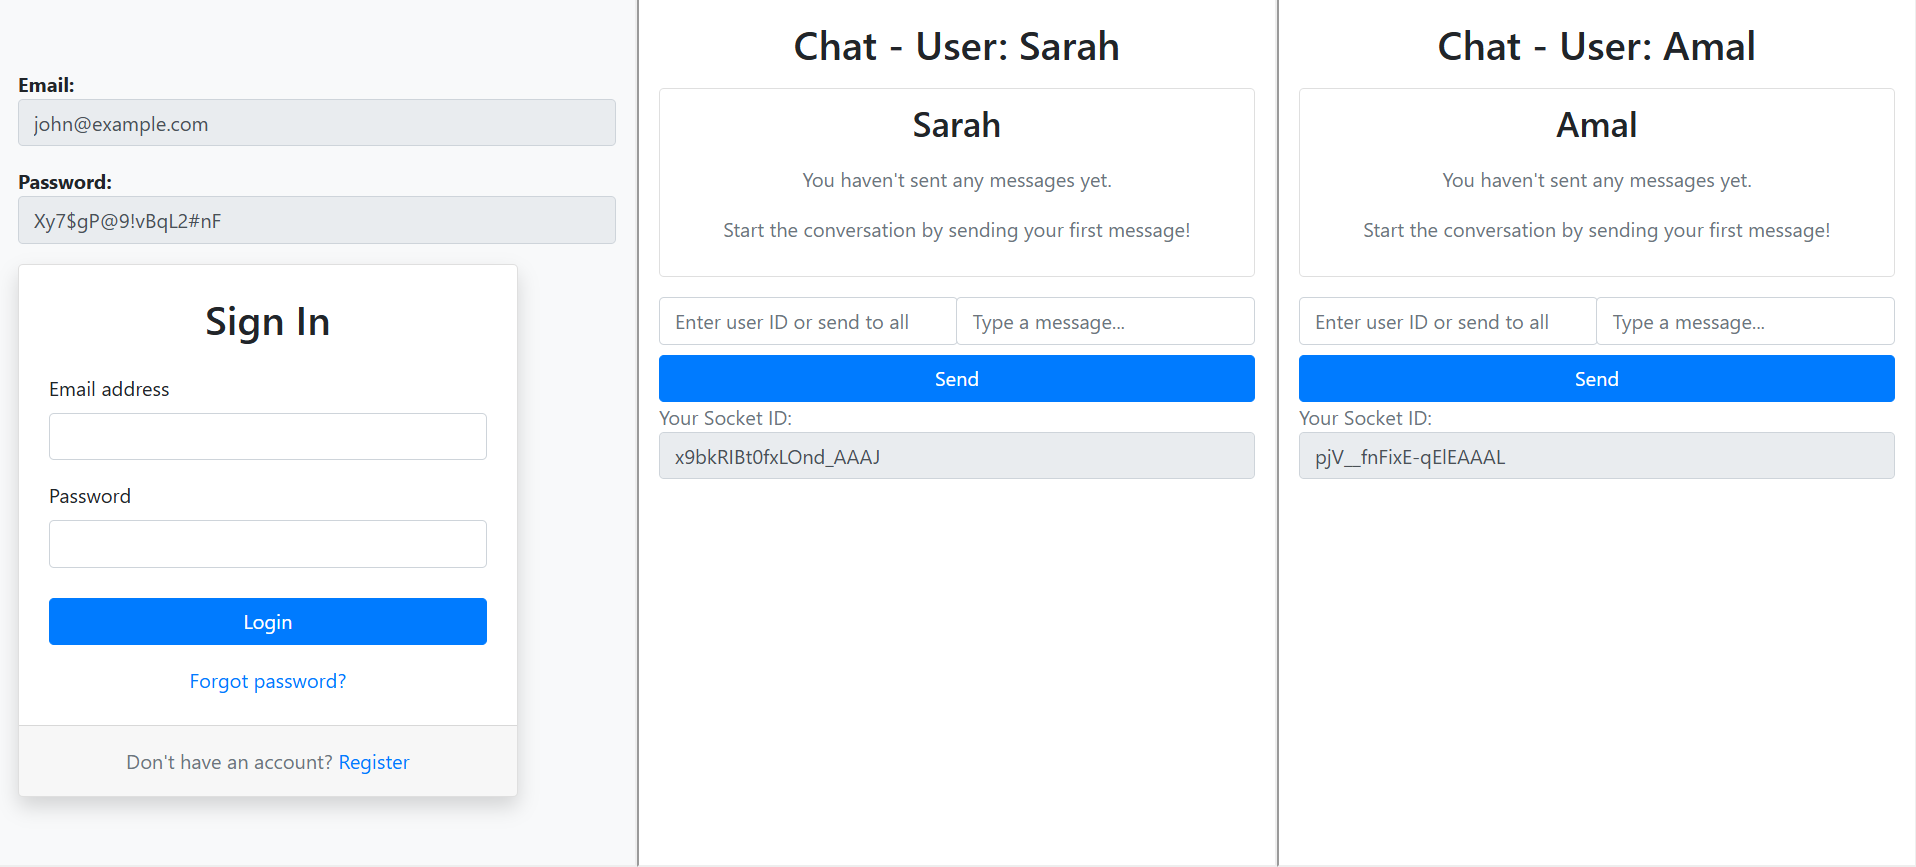 Email:
john@example.com
Password:
Xy7$gP@9!vBqL2#nF
Sign In
Email address
Password
Login
Forgot password?
Don't have an account? Register
Chat - User: Sarah
Sarah
You haven't sent any messages yet.
Start the conversation by sending your first message!
Enter user ID or send to all
Type a message...
Send
Your Socket ID:
x9bkRIBt0fxLOnd_AAAJ
Chat - User: Amal
Amal
You haven't sent any messages yet.
Start the conversation by sending your first message!
Enter user ID or send to all
Type a message...
Send
Your Socket ID:
pjV__fnFixE-qElEAAAL